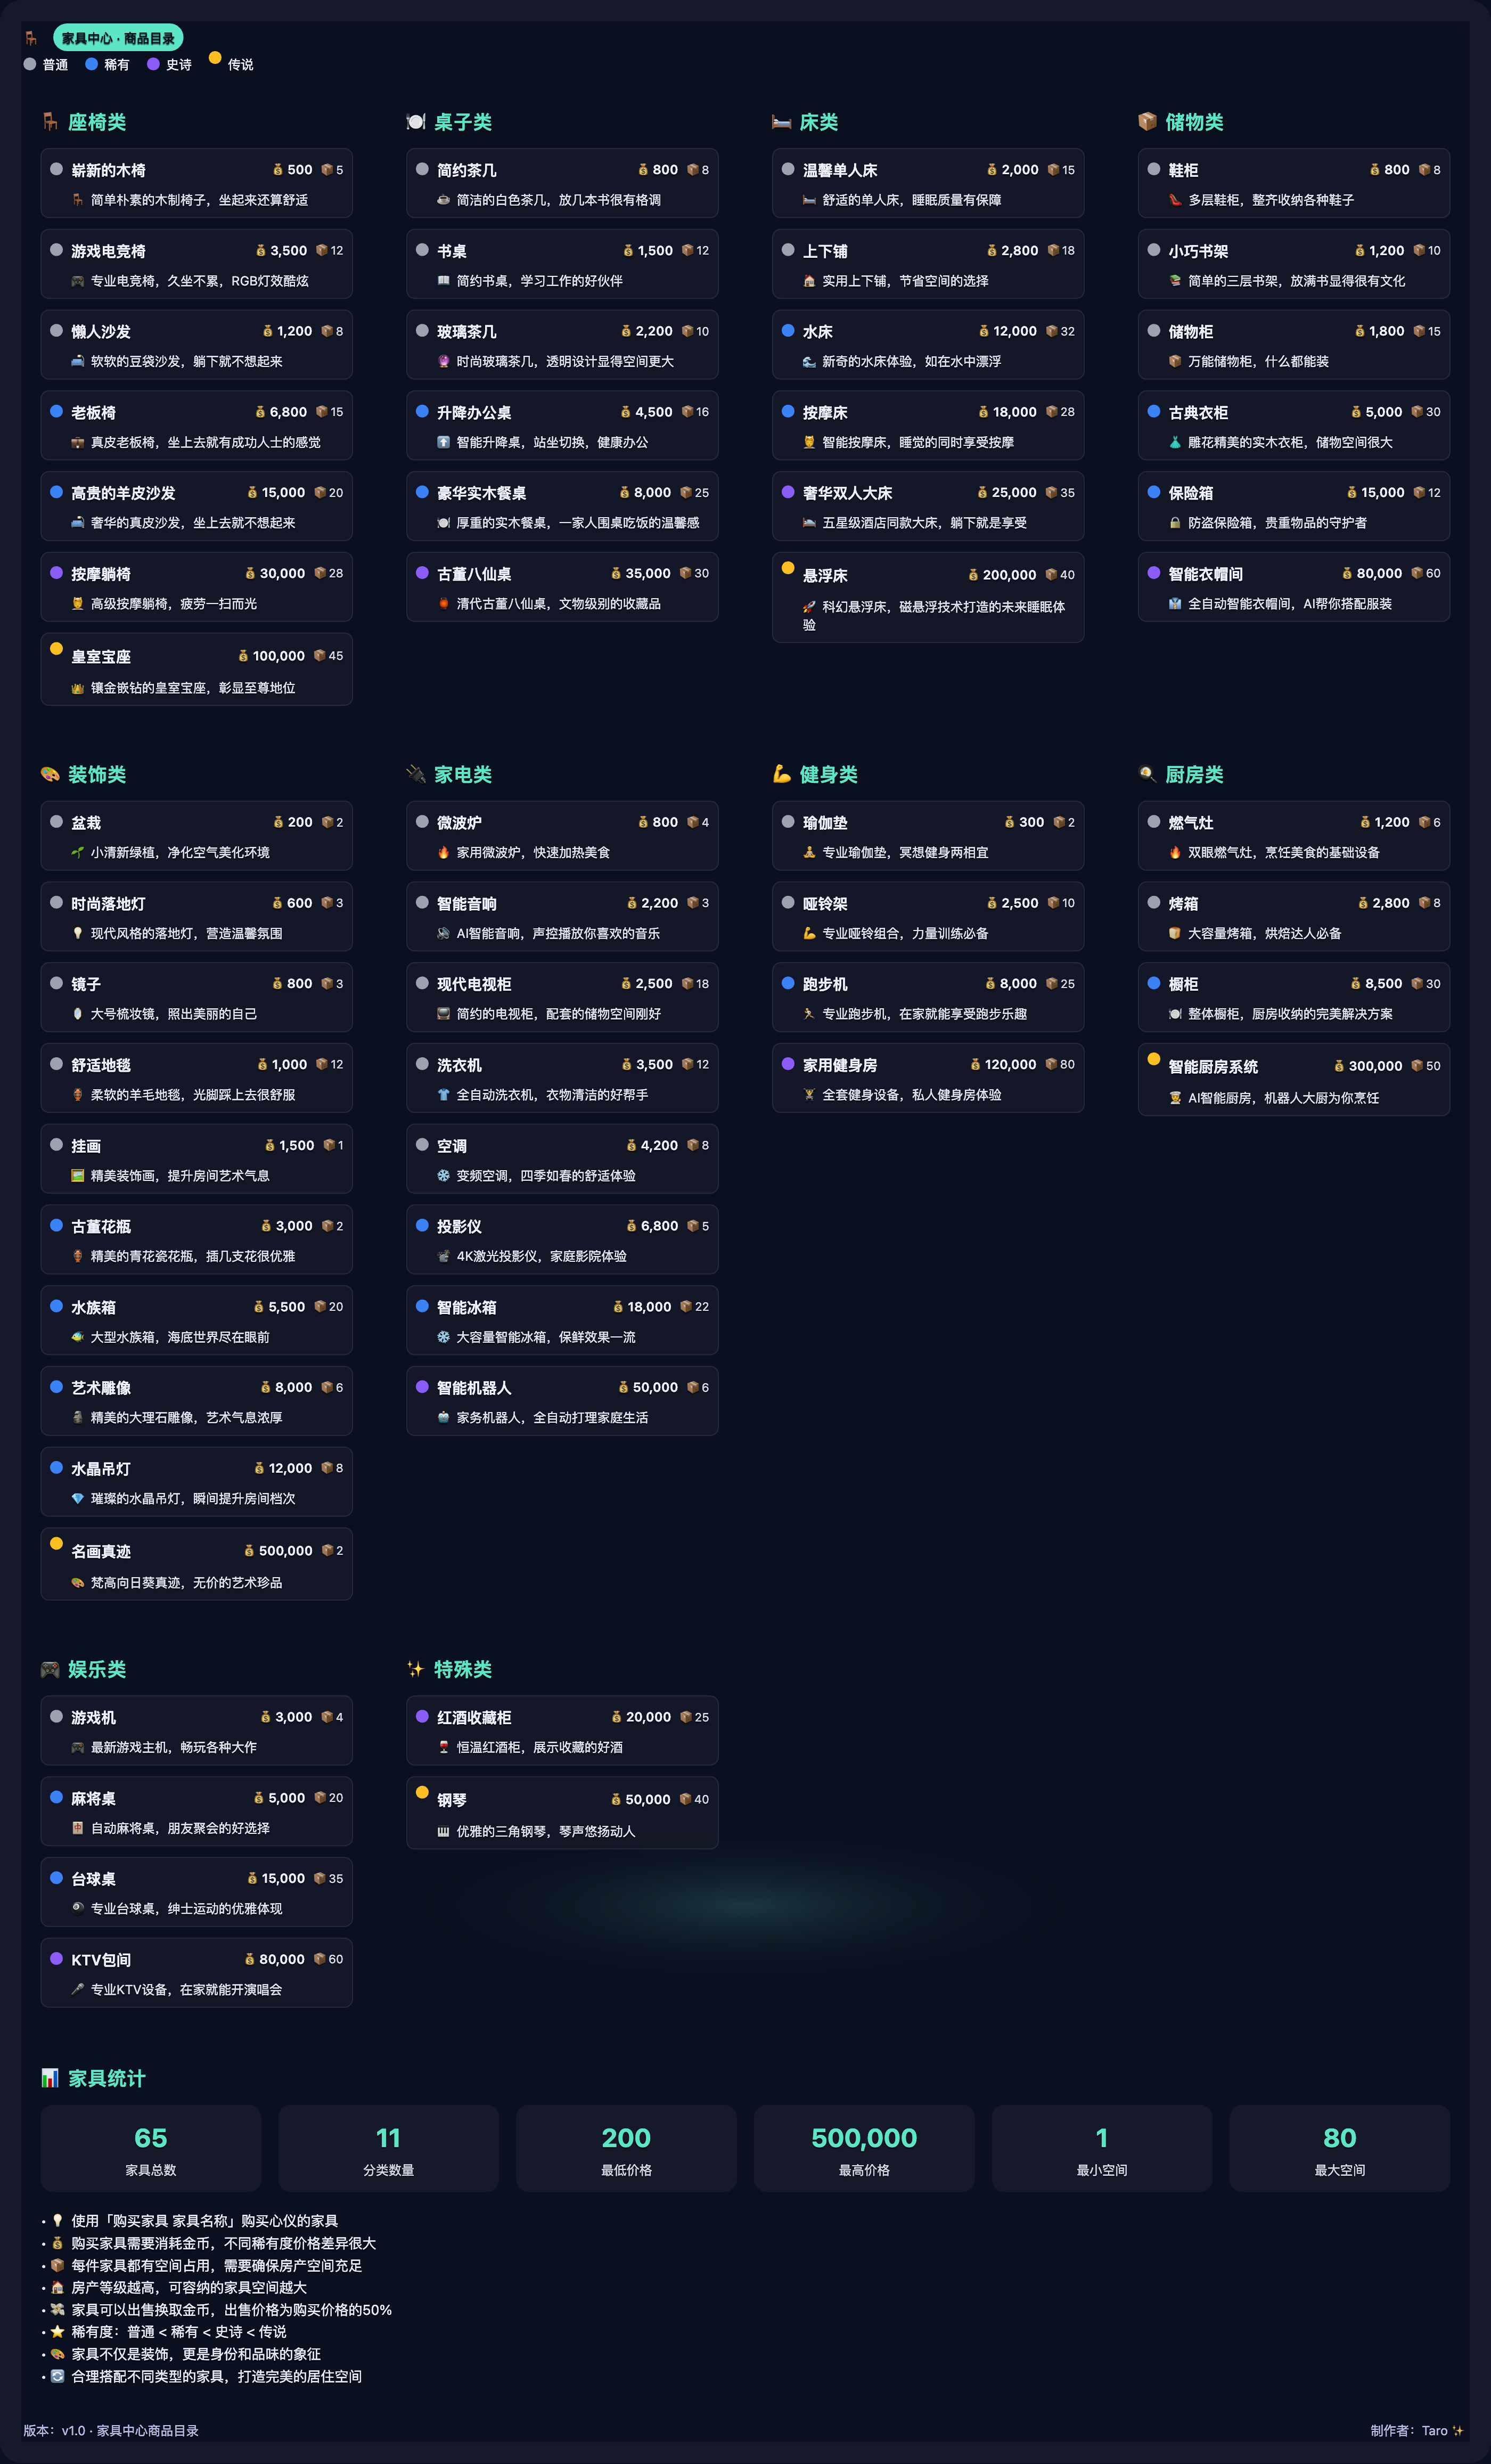 家具中心 · 商品目录
普通 稀有 史诗 传说
座椅类
崭新的木椅 500 5
简单朴素的木制椅子，坐起来还算舒适
游戏电竞椅 3,500 12
专业电竞椅，久坐不累，RGB灯效酷炫
懒人沙发 1,200 8
软软的豆袋沙发，躺下就不想起来
老板椅 6,800 15
真皮老板椅，坐上去就有成功人士的感觉
高贵的羊皮沙发 15,000 20
奢华的真皮沙发，坐上去就不想起来
按摩躺椅 30,000 28
高级按摩躺椅，疲劳一扫而光
皇室宝座 100,000 45
镶金嵌钻的皇室宝座，彰显至尊地位
桌子类
简约茶几 800 8
简洁的白色茶几，放几本书很有格调
书桌 1,500 12
简约书桌，学习工作的好伙伴
玻璃茶几 2,200 10
时尚玻璃茶几，透明设计显得空间更大
升降办公桌 4,500 16
智能升降桌，站坐切换，健康办公
豪华实木餐桌 8,000 25
厚重的实木餐桌，一家人围桌吃饭的温馨感
古董八仙桌 35,000 30
清代古董八仙桌，文物级别的收藏品
床类
温馨单人床 2,000 15
舒适的单人床，睡眠质量有保障
上下铺 2,800 18
实用上下铺，节省空间的选择
水床 12,000 32
新奇的水床体验，如在水中漂浮
按摩床 18,000 28
智能按摩床，睡觉的同时享受按摩
奢华双人大床 25,000 35
五星级酒店同款大床，躺下就是享受
悬浮床 200,000 40
科幻悬浮床，磁悬浮技术打造的未来睡眠体
验
储物类
鞋柜 800 8
多层鞋柜，整齐收纳各种鞋子
小巧书架 1,200 10
简单的三层书架，放满书显得很有文化
储物柜 1,800 15
万能储物柜，什么都能装
古典衣柜 5,000 30
雕花精美的实木衣柜，储物空间很大
保险箱 15,000 12
防盗保险箱，贵重物品的守护者
智能衣帽间 80,000 60
全自动智能衣帽间，AI帮你搭配服装
装饰类
盆栽 200 2
小清新绿植，净化空气美化环境
时尚落地灯 600 3
现代风格的落地灯，营造温馨氛围
镜子 800 3
大号梳妆镜，照出美丽的自己
舒适地毯 1,000 12
柔软的羊毛地毯，光脚踩上去很舒服
挂画 1,500 1
精美装饰画，提升房间艺术气息
古董花瓶 3,000 2
精美的青花瓷花瓶，插几支花很优雅
水族箱 5,500 20
大型水族箱，海底世界尽在眼前
艺术雕像 8,000 6
精美的大理石雕像，艺术气息浓厚
水晶吊灯 12,000 8
璀璨的水晶吊灯，瞬间提升房间档次
名画真迹 500,000 2
梵高向日葵真迹，无价的艺术珍品
家电类
微波炉 800 4
家用微波炉，快速加热美食
智能音响 2,200 3
AI智能音响，声控播放你喜欢的音乐
现代电视柜 2,500 18
简约的电视柜，配套的储物空间刚好
洗衣机 3,500 12
全自动洗衣机，衣物清洁的好帮手
空调 4,200 8
变频空调，四季如春的舒适体验
投影仪 6,800 5
4K激光投影仪，家庭影院体验
智能冰箱 18,000 22
大容量智能冰箱，保鲜效果一流
智能机器人 50,000 6
家务机器人，全自动打理家庭生活
健身类
瑜伽垫 300 2
专业瑜伽垫，冥想健身两相宜
哑铃架 2,500 10
专业哑铃组合，力量训练必备
跑步机 8,000 25
专业跑步机，在家就能享受跑步乐趣
家用健身房 120,000 80
全套健身设备，私人健身房体验
厨房类
燃气灶 1,200 6
双眼燃气灶，烹饪美食的基础设备
烤箱 2,800 8
大容量烤箱，烘焙达人必备
橱柜 8,500 30
整体橱柜，厨房收纳的完美解决方案
智能厨房系统 300,000 50
AI智能厨房，机器人大厨为你烹饪
娱乐类
游戏机 3,000 4
最新游戏主机，畅玩各种大作
麻将桌 5,000 20
自动麻将桌，朋友聚会的好选择
台球桌 15,000 35
专业台球桌，绅士运动的优雅体现
KTV包间 80,000 60
专业KTV设备，在家就能开演唱会
特殊类
红酒收藏柜 20,000 25
恒温红酒柜，展示收藏的好酒
钢琴 50,000 40
优雅的三角钢琴，琴声悠扬动人
家具统计
65 11 200 500,000 1 80
家具总数 分类数量 最低价格 最高价格 最小空间 最大空间
• 使用「购买家具 家具名称」购买心仪的家具
• 购买家具需要消耗金币，不同稀有度价格差异很大
• 每件家具都有空间占用，需要确保房产空间充足
• 房产等级越高，可容纳的家具空间越大
• 家具可以出售换取金币，出售价格为购买价格的50%
• 稀有度：普通 < 稀有 < 史诗 < 传说
• 家具不仅是装饰，更是身份和品味的象征
• 合理搭配不同类型的家具，打造完美的居住空间
版本：v1.0 · 家具中心商品目录 制作者：Taro